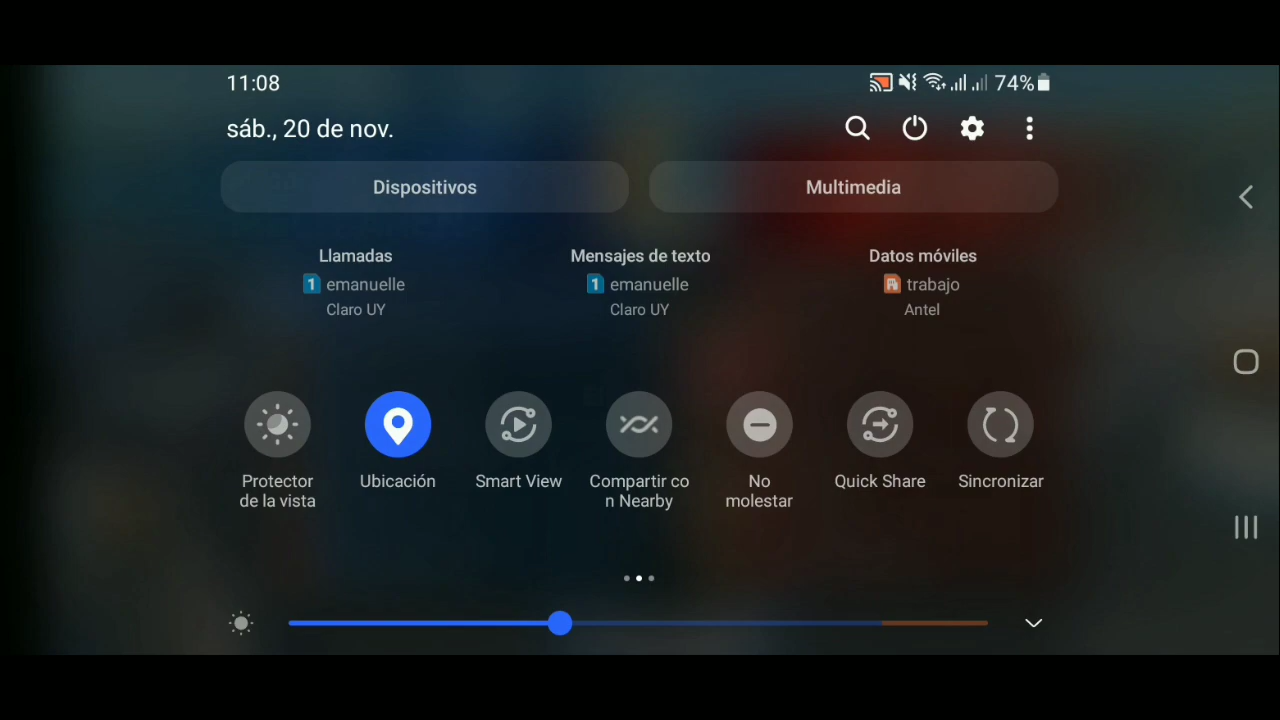 11:08
74%
sáb., 20 de nov.
Dispositivos
Multimedia
Llamadas
1 emanuelle
Claro UY
Mensajes de texto
1 emanuelle
Claro UY
Datos móviles
trabajo
Antel
Protector
de la vista
Ubicación
Smart View
Compartir co
n Nearby
No
molestar
Quick Share
Sincronizar